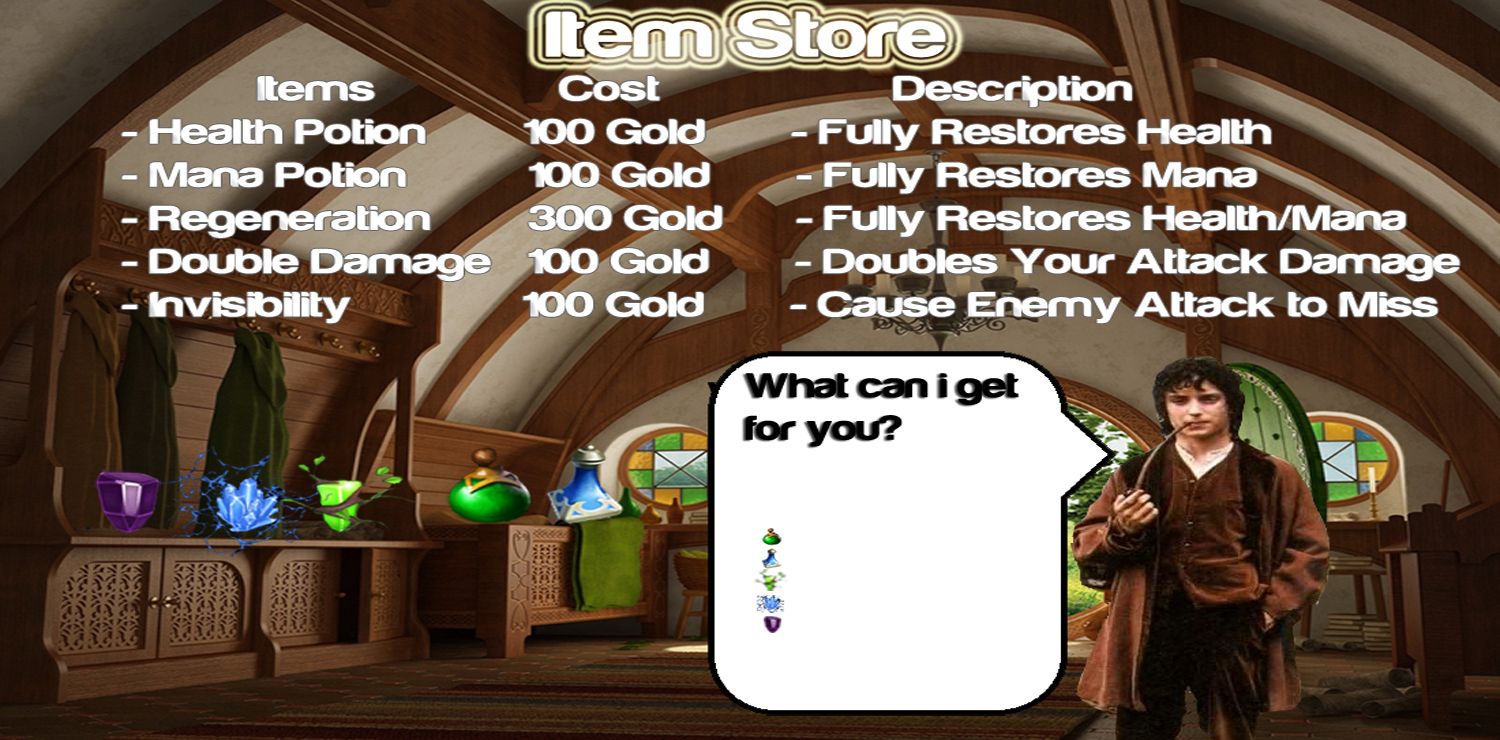 Item Store
Items Cost Description
- Health Potion 100 Gold - Fully Restores Health
- Mana Potion 100 Gold - Fully Restores Mana
- Regeneration 300 Gold - Fully Restores Health/Mana
- Double Damage 100 Gold - Doubles Your Attack Damage
- Invisibility 100 Gold - Cause Enemy Attack to Miss
What can i get
for you?